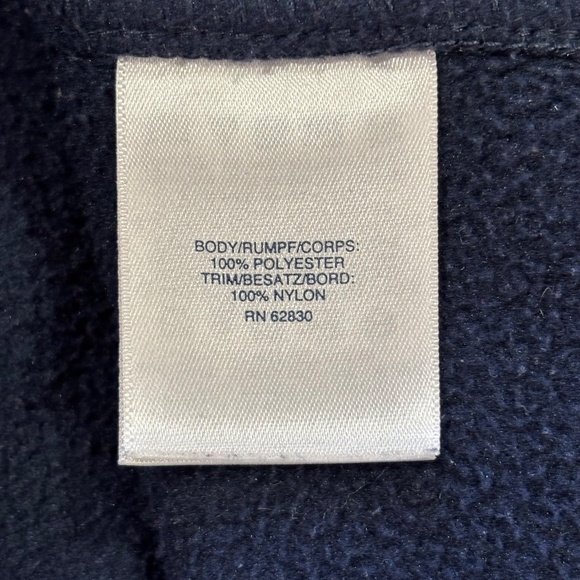 BODY/RUMPF/CORPS:
100% POLYESTER
TRIM/BESATZ/BORD:
100% NYLON
RN 62830